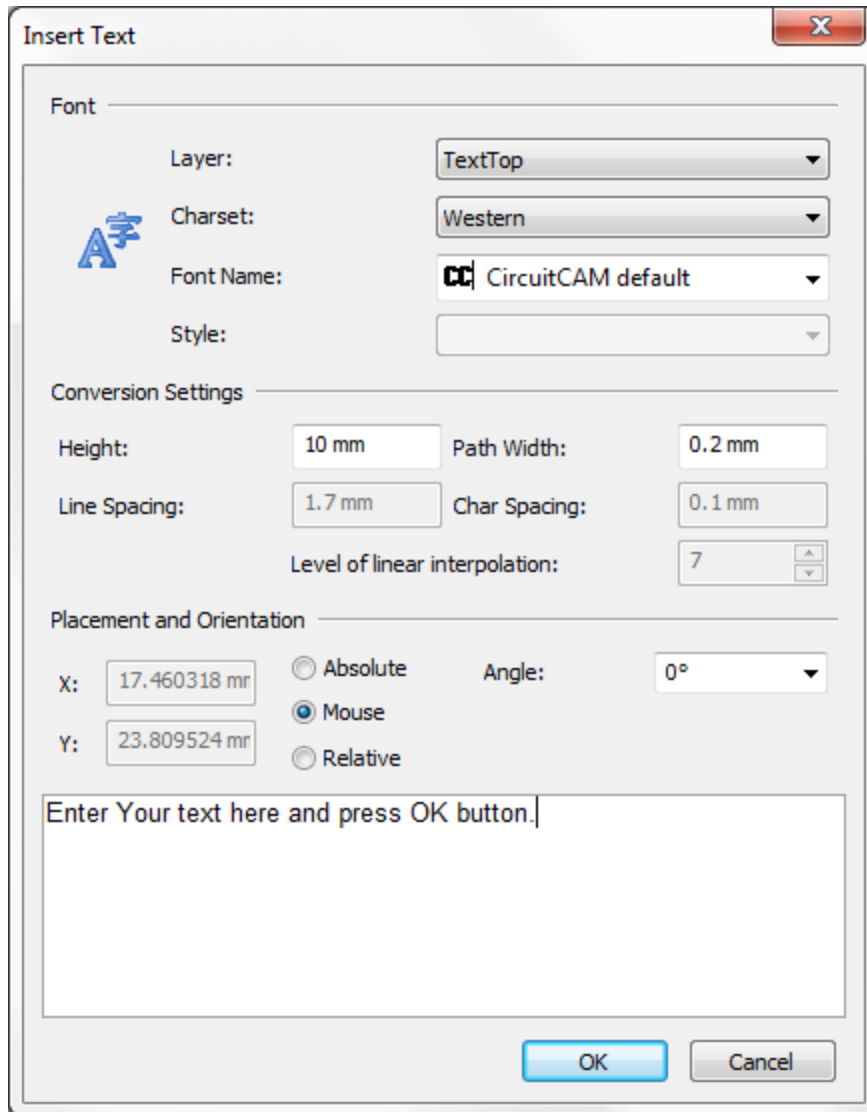 Insert Text
Font
Layer: TextTop
Charset: Western
Font Name: CC CircuitCAM default
Style:
Conversion Settings
Height: 10 mm Path Width: 0.2 mm
Line Spacing: 1.7 mm Char Spacing: 0.1 mm
Level of linear interpolation: 7
Placement and Orientation
X: 17.460318 mr Absolute Angle: 0°
Mouse
Y: 23.809524 mr
Relative
Enter Your text here and press OK button.
OK Cancel